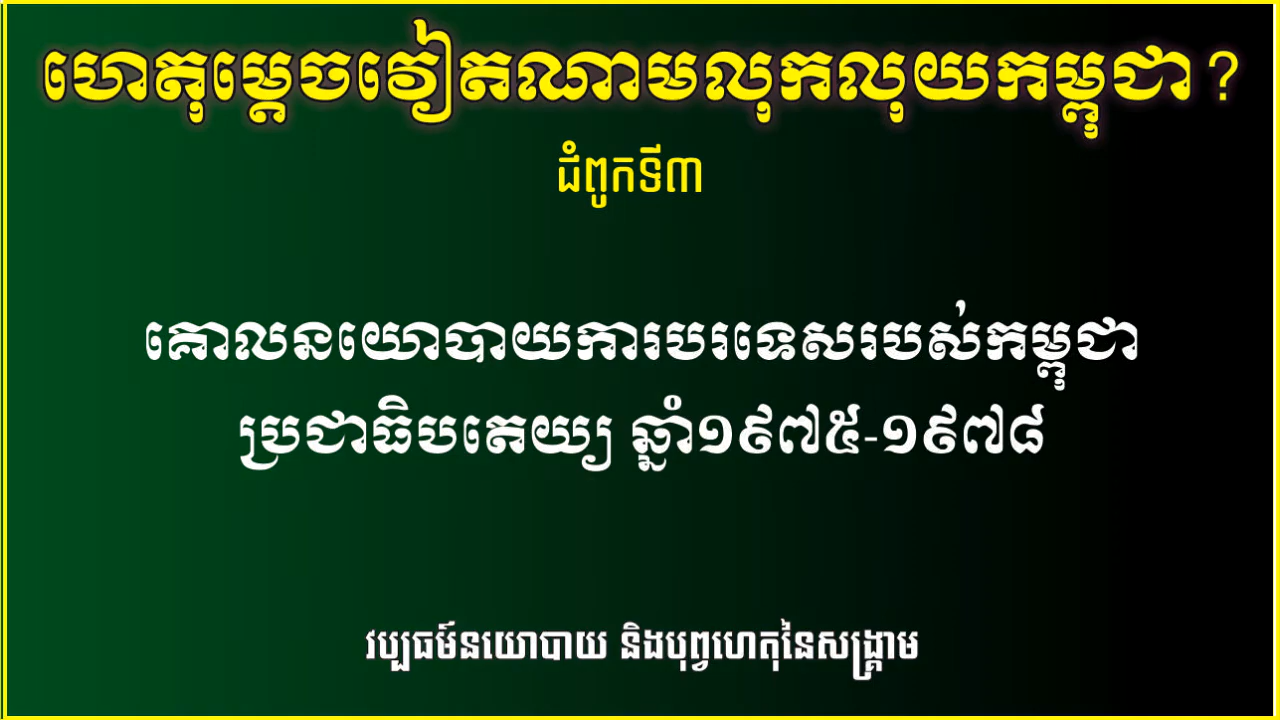 ហេតុម្ដេចវៀតណាមលុកលុយកម្ពុជា?
ជំពូកទី៣
គោលនយោបាយការបរទេសរបស់កម្ពុជា
ប្រជាធិបតេយ្យ ឆ្នាំ១៩៧៥-១៩៧៨
វប្បធម៍នយោបាយ និងបុព្វហេតុនៃសង្គ្រាម